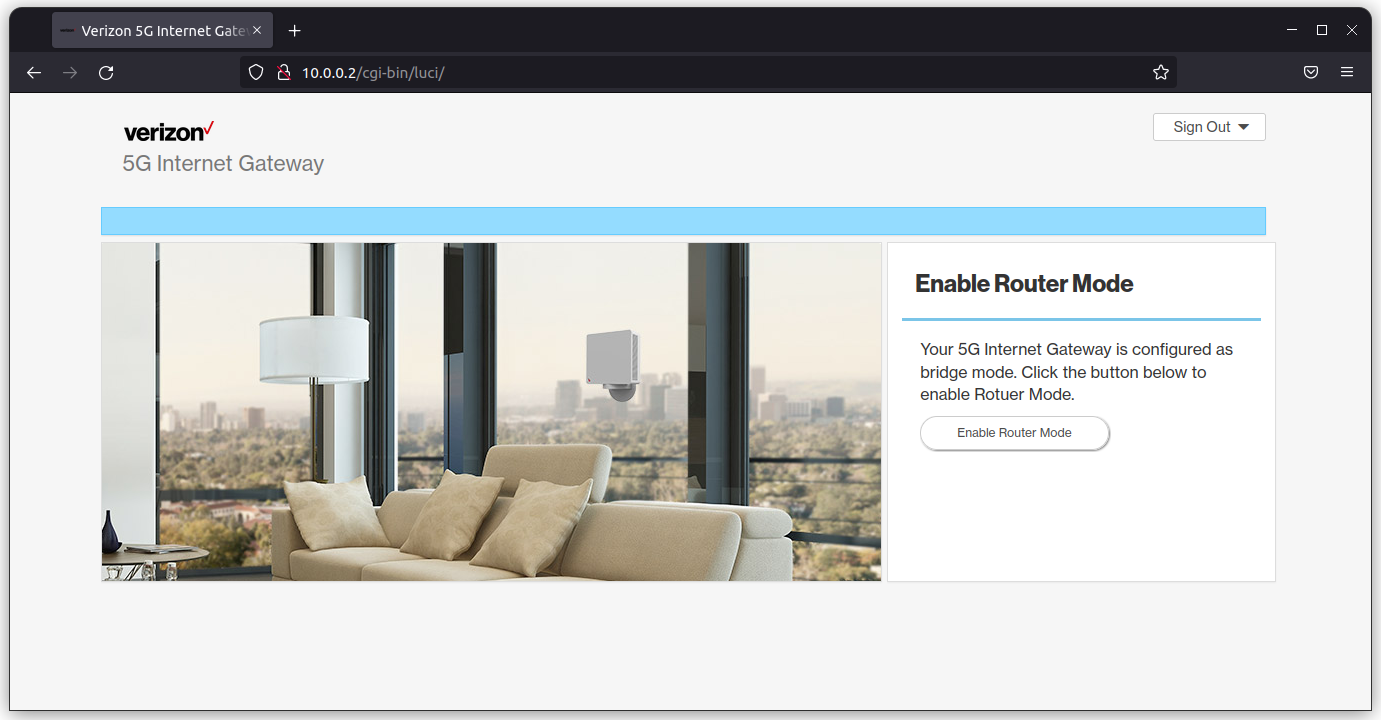 Verizon 5G Internet Gatew
10.0.0.2/cgi-bin/luci/
verizon
Sign Out
5G Internet Gateway
Enable Router Mode
Your 5G Internet Gateway is configured as
bridge mode. Click the button below to
enable Rotuer Mode.
Enable Router Mode